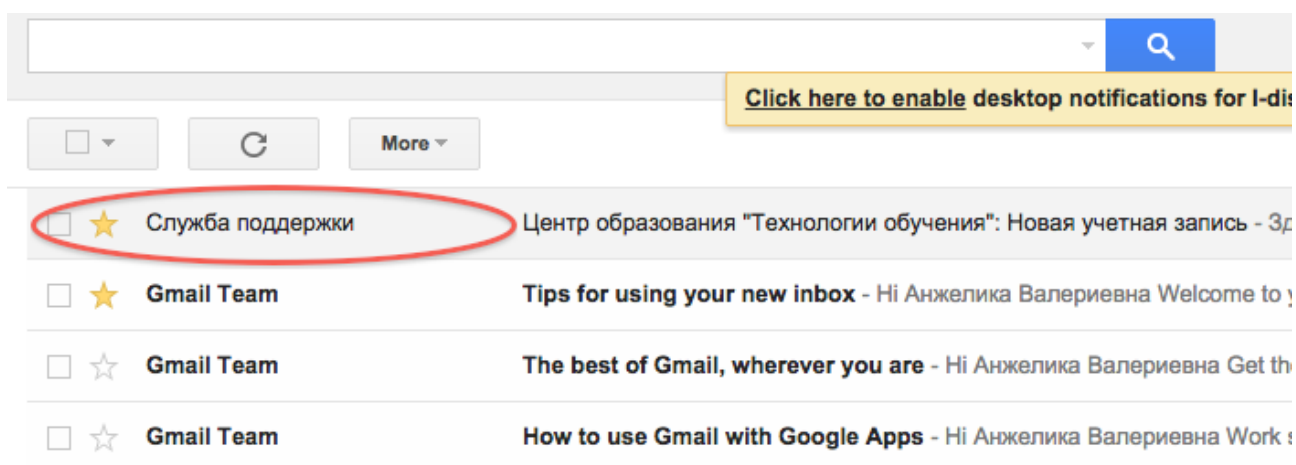 Click here to enable desktop notifications for I-dis
More
Служба поддержки Центр образования "Технологии обучения": Новая учетная запись - Зд
Gmail Team Tips for using your new inbox - Hi Анжелика Валериевна Welcome to y
Gmail Team The best of Gmail, wherever you are - Hi Анжелика Валериевна Get the
Gmail Team How to use Gmail with Google Apps - Hi Анжелика Валериевна Work s